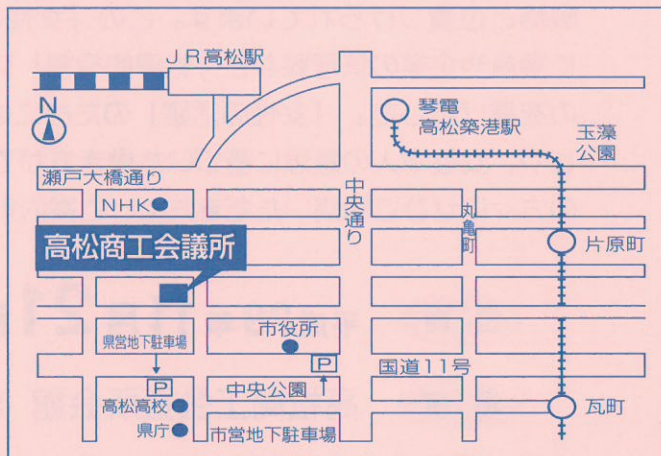 JR高松駅
N
琴電
高松築港駅
玉藻
公園
瀬戸大橋通り
NHK
中央通り
丸亀町
高松商工会議所
片原町
市役所
県営地下駐車場
P
国道11号
P
中央公園
高松高校
瓦町
県庁
市営地下駐車場